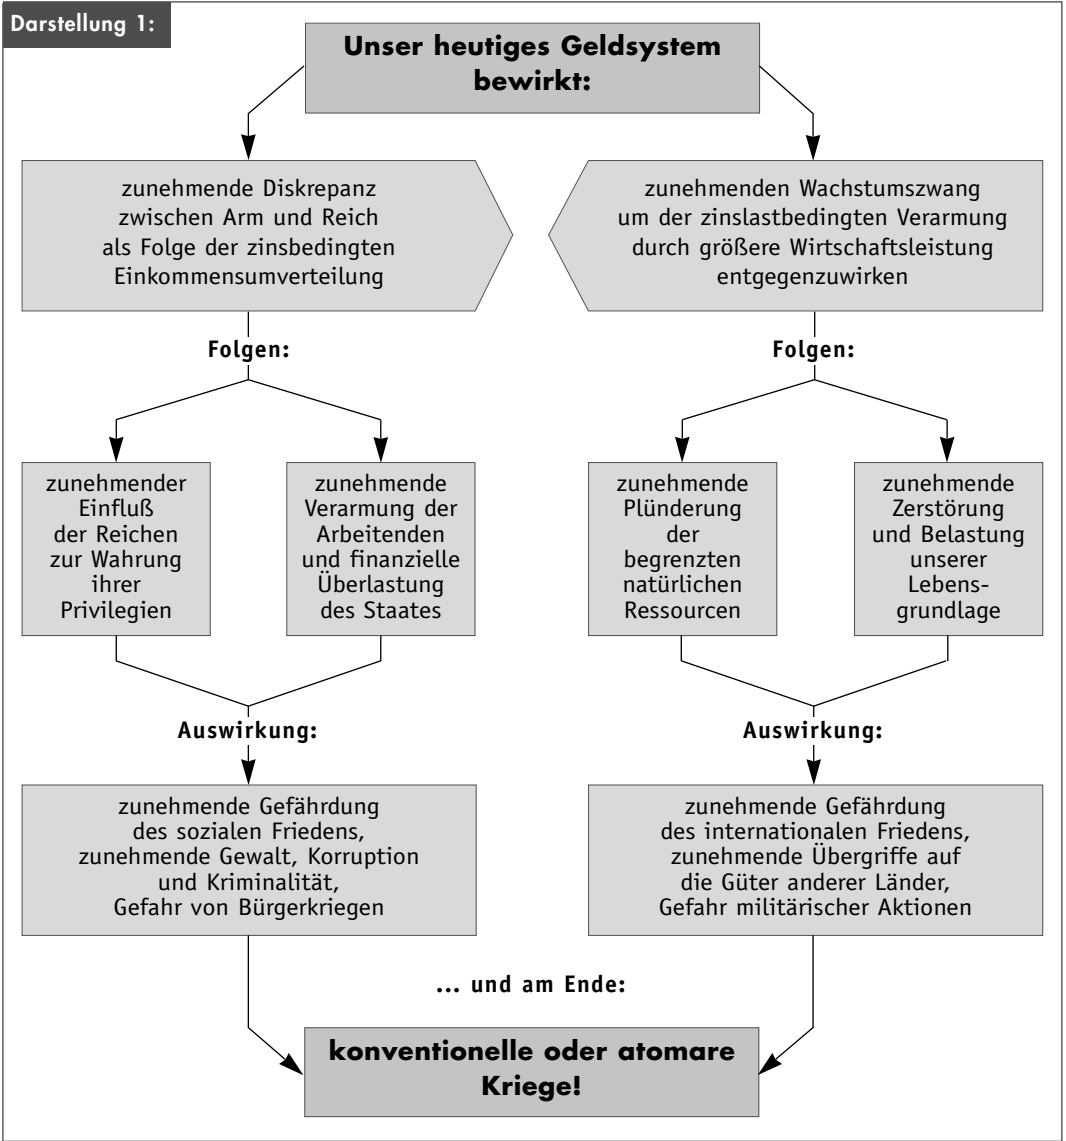 Darstellung 1:
Unser heutiges Geldsystem
bewirkt:
zunehmende Diskrepanz
zwischen Arm und Reich
als Folge der zinsbedingten
Einkommensumverteilung
zunehmenden Wachstumszwang
um der zinslastbedingten Verarmung
durch größere Wirtschaftsleistung
entgegenzuwirken
Folgen:
Folgen:
zunehmender
Einfluß
der Reichen
zur Wahrung
ihrer
Privilegien
zunehmende
Verarmung der
Arbeitenden
und finanzielle
Überlastung
des Staates
zunehmende
Plünderung
der
begrenzten
natürlichen
Ressourcen
zunehmende
Zerstörung
und Belastung
unserer
Lebens-
grundlage
Auswirkung:
Auswirkung:
zunehmende Gefährdung
des sozialen Friedens,
zunehmende Gewalt, Korruption
und Kriminalität,
Gefahr von Bürgerkriegen
zunehmende Gefährdung
des internationalen Friedens,
zunehmende Übergriffe auf
die Güter anderer Länder,
Gefahr militärischer Aktionen
... und am Ende:
konventionelle oder atomare
Kriege!